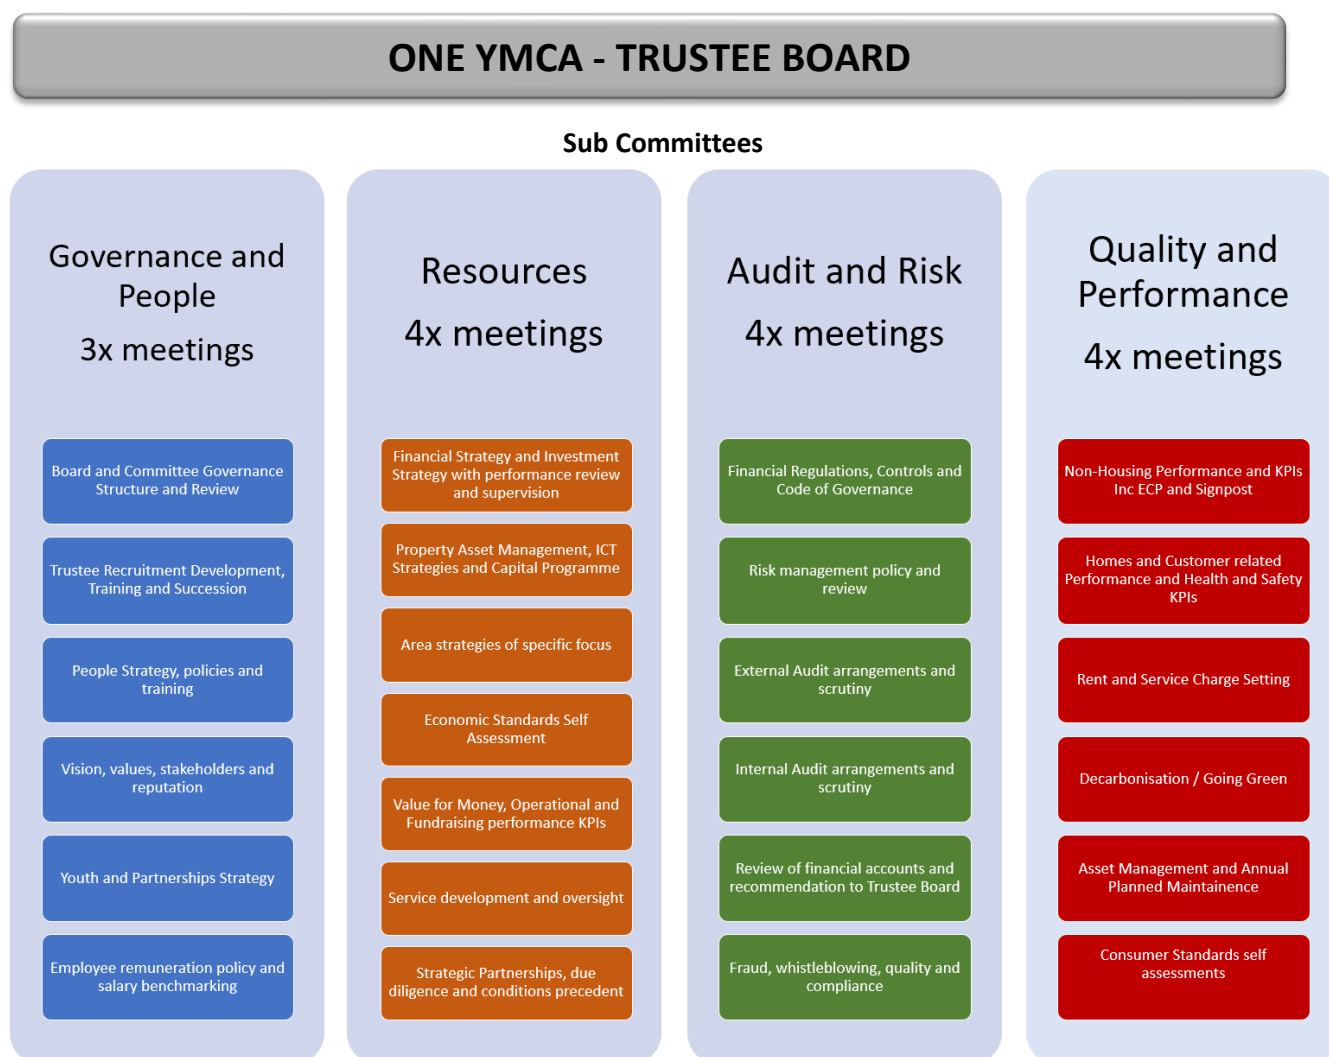 ONE YMCA - TRUSTEE BOARD
Sub Committees
Governance and
People
3x meetings
Board and Committee Governance
Structure and Review
Trustee Recruitment Development,
Training and Succession
People Strategy, policies and
training
Vision, values, stakeholders and
reputation
Youth and Partnerships Strategy
Employee remuneration policy and
salary benchmarking
Resources
4x meetings
Financial Strategy and Investment
Strategy with performance review
and supervision
Property Asset Management, ICT
Strategies and Capital Programme
Area strategies of specific focus
Economic Standards Self
Assessment
Value for Money, Operational and
Fundraising performance KPIs
Service development and oversight
Strategic Partnerships, due
diligence and conditions precedent
Audit and Risk
4x meetings
Financial Regulations, Controls and
Code of Governance
Risk management policy and
review
External Audit arrangements and
scrutiny
Internal Audit arrangements and
scrutiny
Review of financial accounts and
recommendation to Trustee Board
Fraud, whistleblowing, quality and
compliance
Quality and
Performance
4x meetings
Non-Housing Performance and KPIs
Inc ECP and Signpost
Homes and Customer related
Performance and Health and Safety
KPIs
Rent and Service Charge Setting
Decarbonisation / Going Green
Asset Management and Annual
Planned Maintainence
Consumer Standards self
assessments